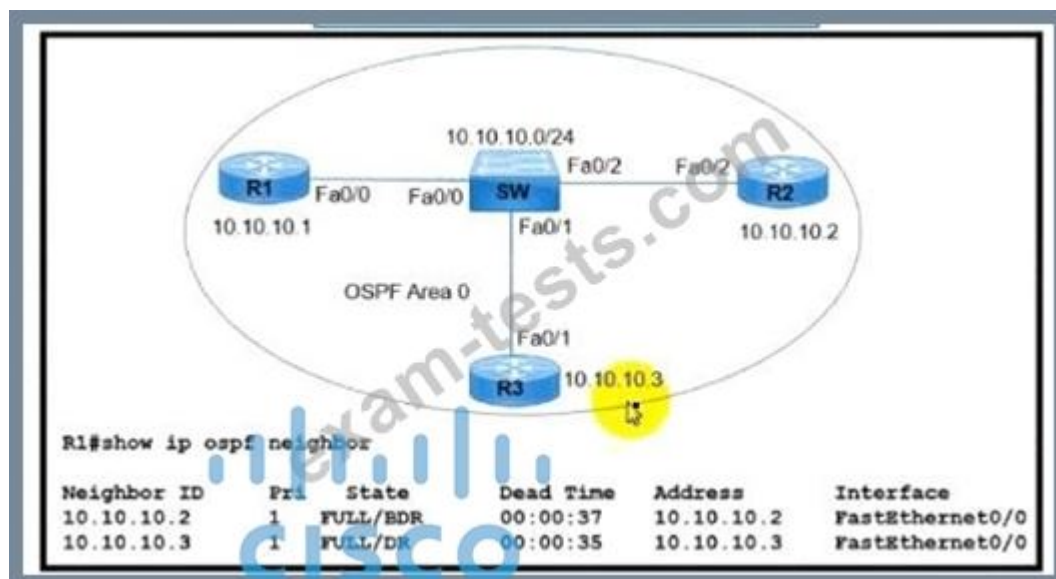 10.10.10.0/24
Fa0/2 Fa0/2
R1 Fa0/0 Fa0/0 SW R2
10.10.10.1 Fa0/1 10.10.10.2
OSPF Area 0
Fa0/1
R3 10.10.10.3
exam-tests.com
R1#show ip ospf neighbor
Neighbor ID Pri State Dead Time Address Interface
10.10.10.2 1 FULL/BDR 00:00:37 10.10.10.2 FastEthernet0/0
10.10.10.3 1 FULL/DR 00:00:35 10.10.10.3 FastEthernet0/0
CISCO